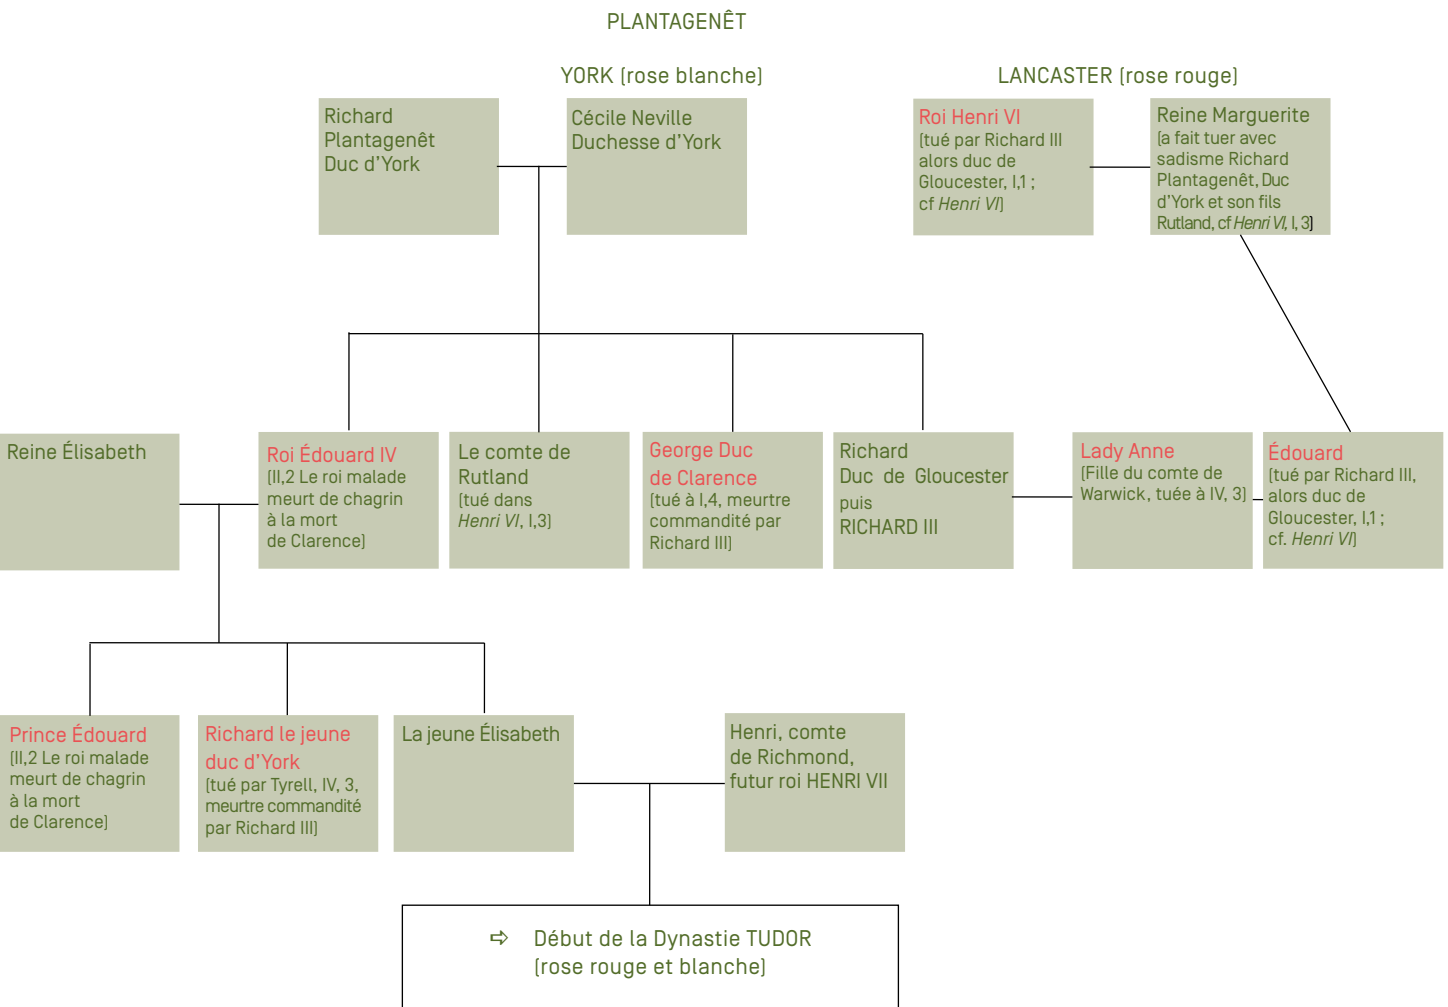 PLANTAGENÊT
YORK (rose blanche)
LANCASTER (rose rouge)
Richard
Plantagenêt
Duc d'York
Cécile Neville
Duchesse d'York
Roi Henri VI
(tué par Richard III
alors duc de
Gloucester, I,1 ;
cf Henri VI)
Reine Marguerite
(a fait tuer avec
sadisme Richard
Plantagenêt, Duc
d'York et son fils
Rutland, cf Henri VI, I, 3)
Reine Élisabeth
Roi Édouard IV
(II,2 Le roi malade
meurt de chagrin
à la mort
de Clarence)
Le comte de
Rutland
(tué dans
Henri VI, I,3)
George Duc
de Clarence
(tué à I,4, meurtre
commandité par
Richard III)
Richard
Duc de Gloucester
puis
RICHARD III
Lady Anne
(Fille du comte de
Warwick, tuée à IV, 3)
Édouard
(tué par Richard III,
alors duc de
Gloucester, I,1 ;
cf. Henri VI)
Prince Édouard
(II,2 Le roi malade
meurt de chagrin
à la mort
de Clarence)
Richard le jeune
duc d'York
(tué par Tyrell, IV, 3,
meurtre commandité
par Richard III)
La jeune Élisabeth
Henri, comte
de Richmond,
futur roi HENRI VII
⇨ Début de la Dynastie TUDOR
(rose rouge et blanche)